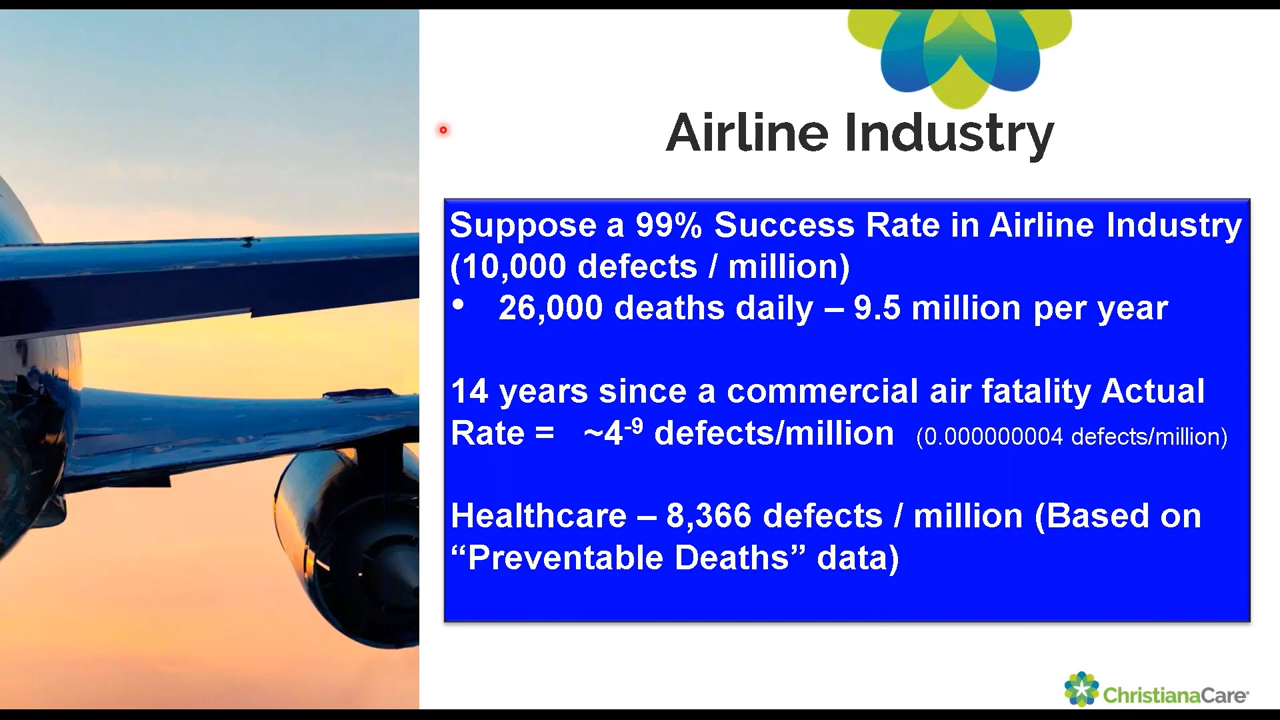 Airline Industry
Suppose a 99% Success Rate in Airline Industry
(10,000 defects / million)
• 26,000 deaths daily – 9.5 million per year
14 years since a commercial air fatality Actual
Rate = ~4⁻⁹ defects/million (0.000000004 defects/million)
Healthcare – 8,366 defects / million (Based on
“Preventable Deaths” data)
ChristianaCare®